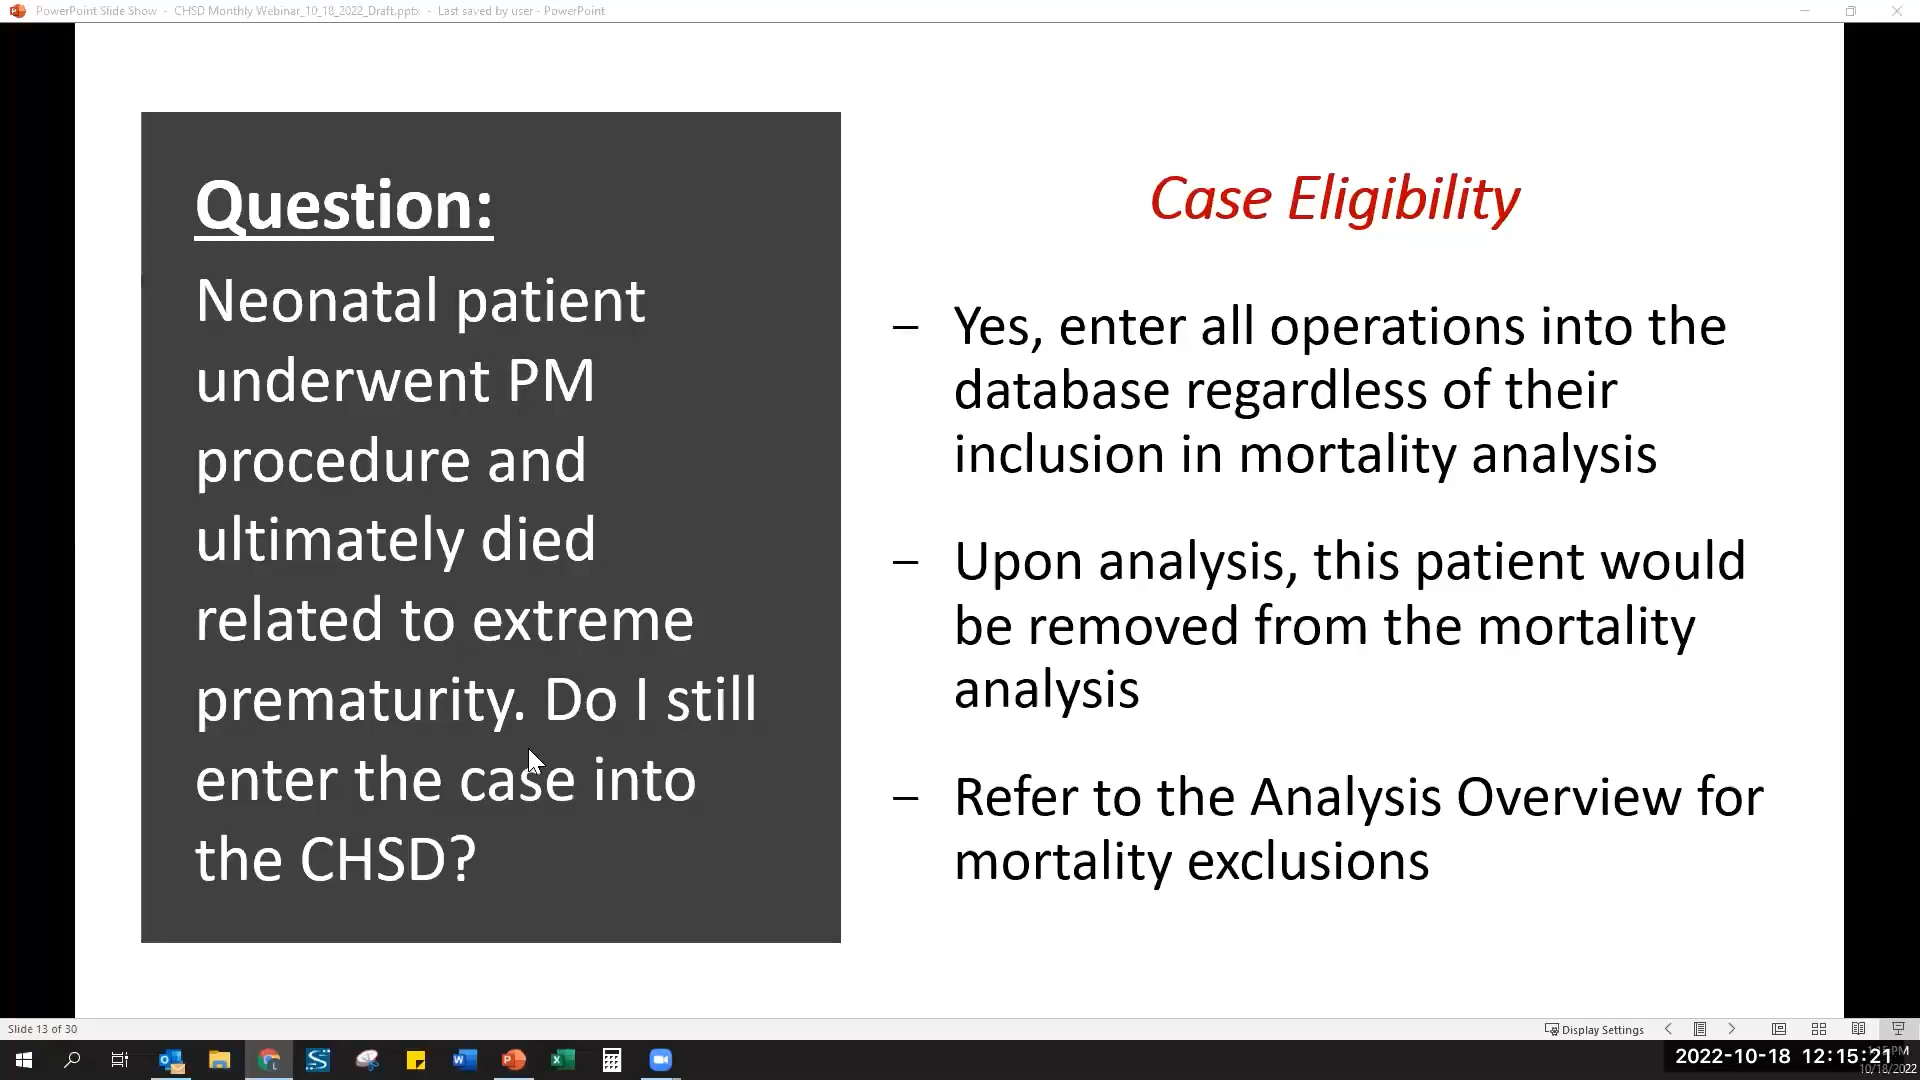 PowerPoint Slide Show - CHSD Monthly Webinar_10_18_2022_Draft.pptx - Last saved by user - PowerPoint
Question:
Neonatal patient
underwent PM
procedure and
ultimately died
related to extreme
prematurity. Do I still
enter the case into
the CHSD?
Case Eligibility
– Yes, enter all operations into the
database regardless of their
inclusion in mortality analysis
– Upon analysis, this patient would
be removed from the mortality
analysis
– Refer to the Analysis Overview for
mortality exclusions
Slide 13 of 30
Display Settings
2022-10-18 12:15:21